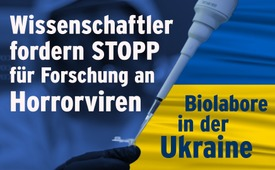 Wissenschaftler
fordern STOPP
für Forschung an
Horrorviren
Biolabore
in der
Ukraine